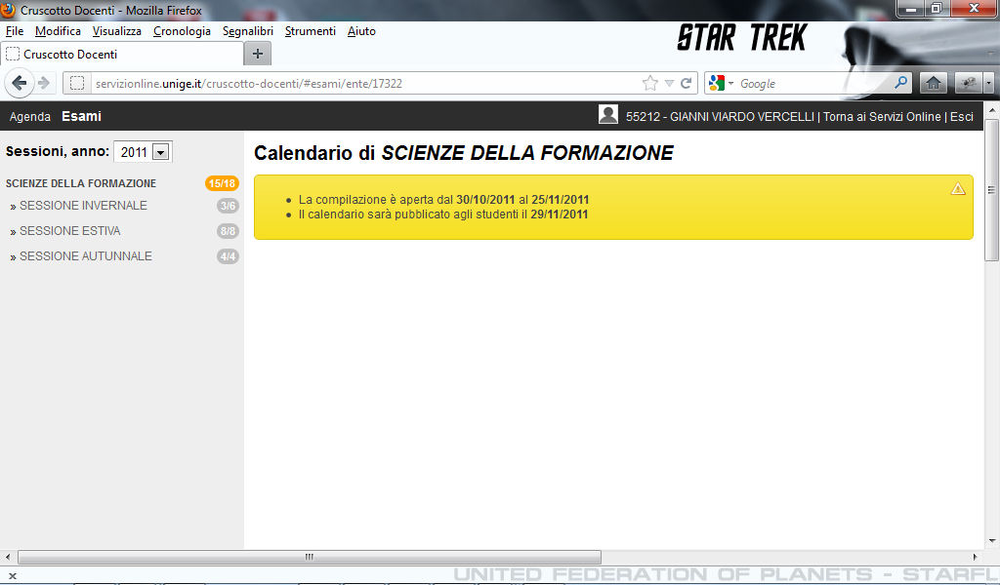 Cruscotto Docenti - Mozilla Firefox
File Modifica Visualizza Cronologia Segnalibri Strumenti Aiuto
STAR TREK
Cruscotto Docenti
servizionline.unige.it/cruscotto-docenti/#esami/ente/17322
Google
Agenda Esami
55212 - GIANNI VIARDO VERCELLI | Torna ai Servizi Online | Esci
Sessioni, anno: 2011
SCIENZE DELLA FORMAZIONE 15/18
» SESSIONE INVERNALE 3/6
» SESSIONE ESTIVA 8/8
» SESSIONE AUTUNNALE 4/4
Calendario di SCIENZE DELLA FORMAZIONE
• La compilazione è aperta dal 30/10/2011 al 25/11/2011
• Il calendario sarà pubblicato agli studenti il 29/11/2011
UNITED FEDERATION OF PLANETS - STARFL